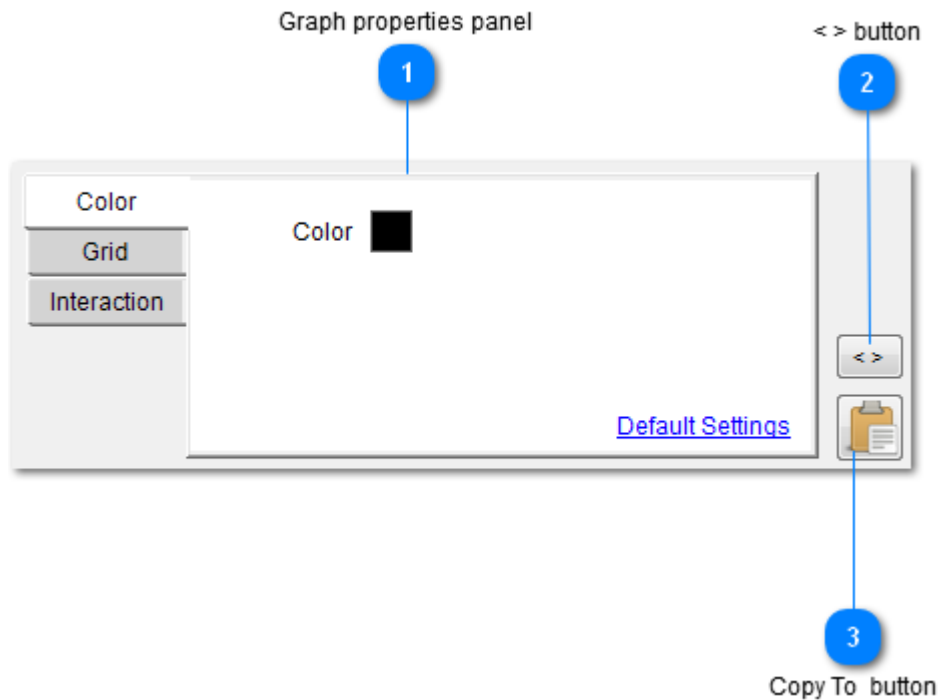 Graph properties panel
< > button
1
2
Color
Color
Grid
Interaction
< >
Default Settings
3
Copy To  button